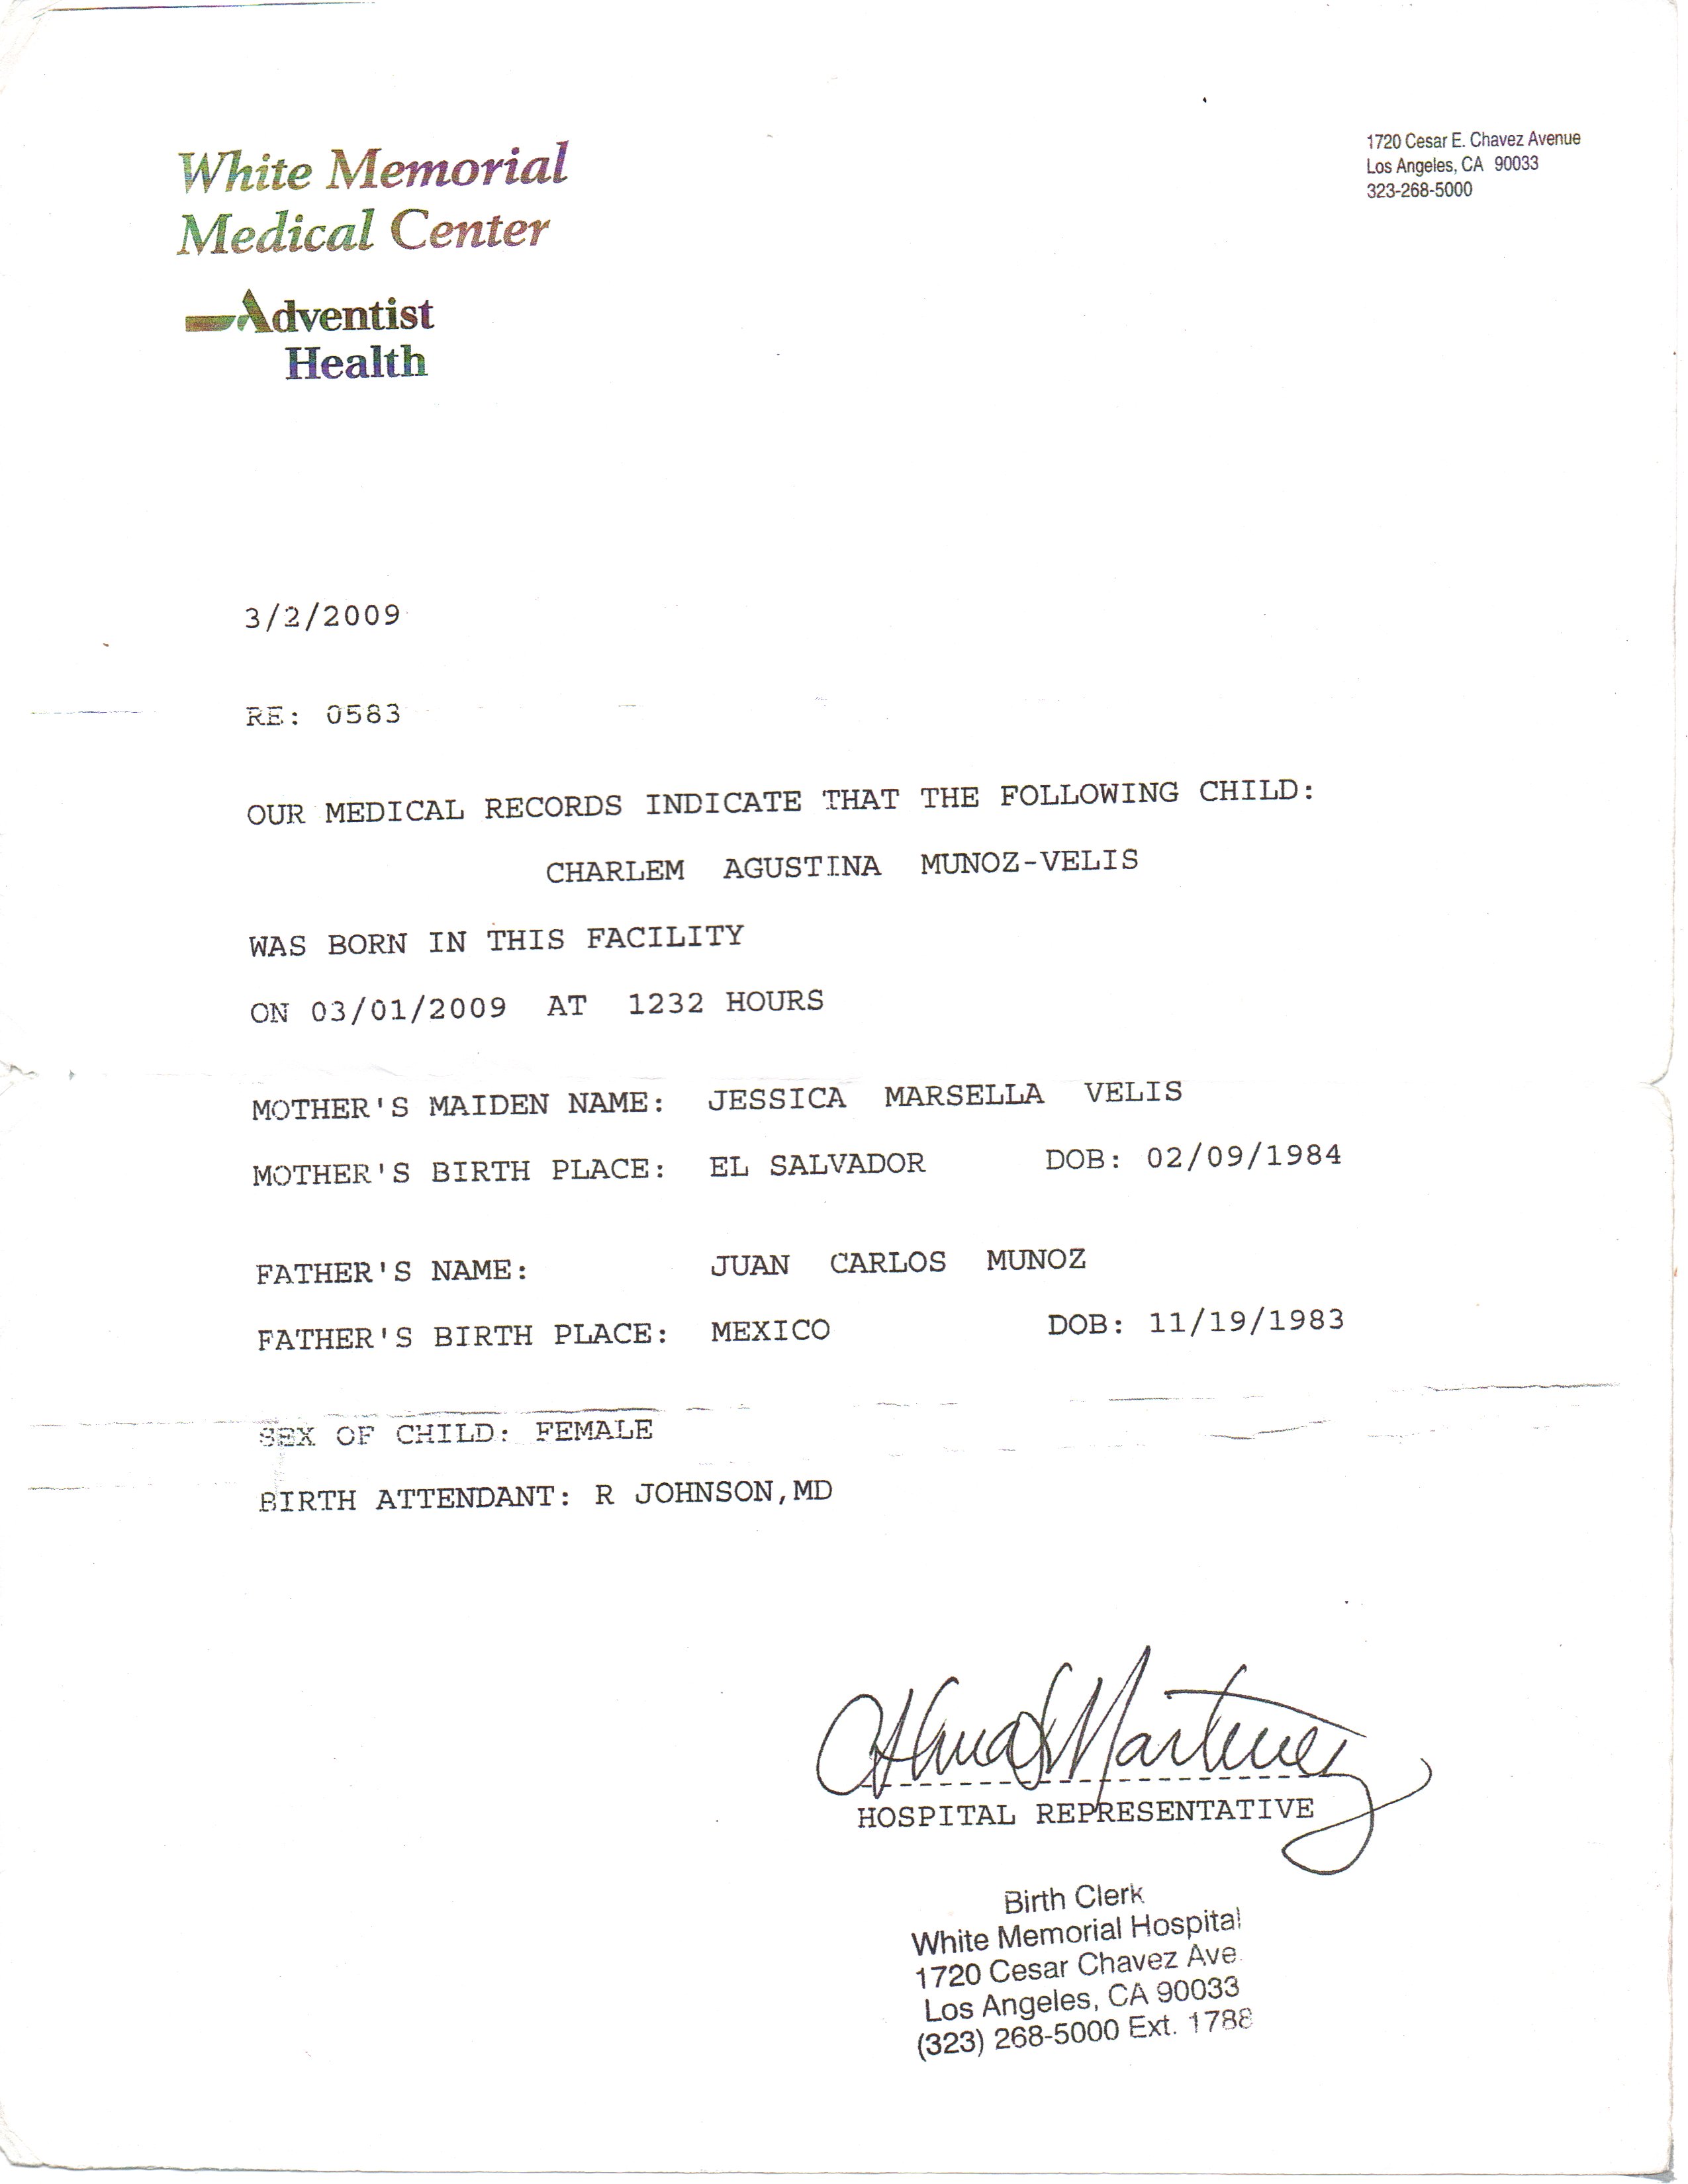 White Memorial
Medical Center
Adventist
Health
1720 Cesar E. Chavez Avenue
Los Angeles, CA 90033
323-268-5000
3/2/2009
RE: 0583
OUR MEDICAL RECORDS INDICATE THAT THE FOLLOWING CHILD:
CHARLEM AGUSTINA MUNOZ-VELIS
WAS BORN IN THIS FACILITY
ON 03/01/2009 AT 1232 HOURS
MOTHER'S MAIDEN NAME: JESSICA MARSELLA VELIS
MOTHER'S BIRTH PLACE: EL SALVADOR DOB: 02/09/1984
FATHER'S NAME: JUAN CARLOS MUNOZ
FATHER'S BIRTH PLACE: MEXICO DOB: 11/19/1983
SEX OF CHILD: FEMALE
BIRTH ATTENDANT: R JOHNSON,MD
Martinez
HOSPITAL REPRESENTATIVE
Birth Clerk
White Memorial Hospital
1720 Cesar Chavez Ave.
Los Angeles, CA 90033
(323) 268-5000 Ext. 1788